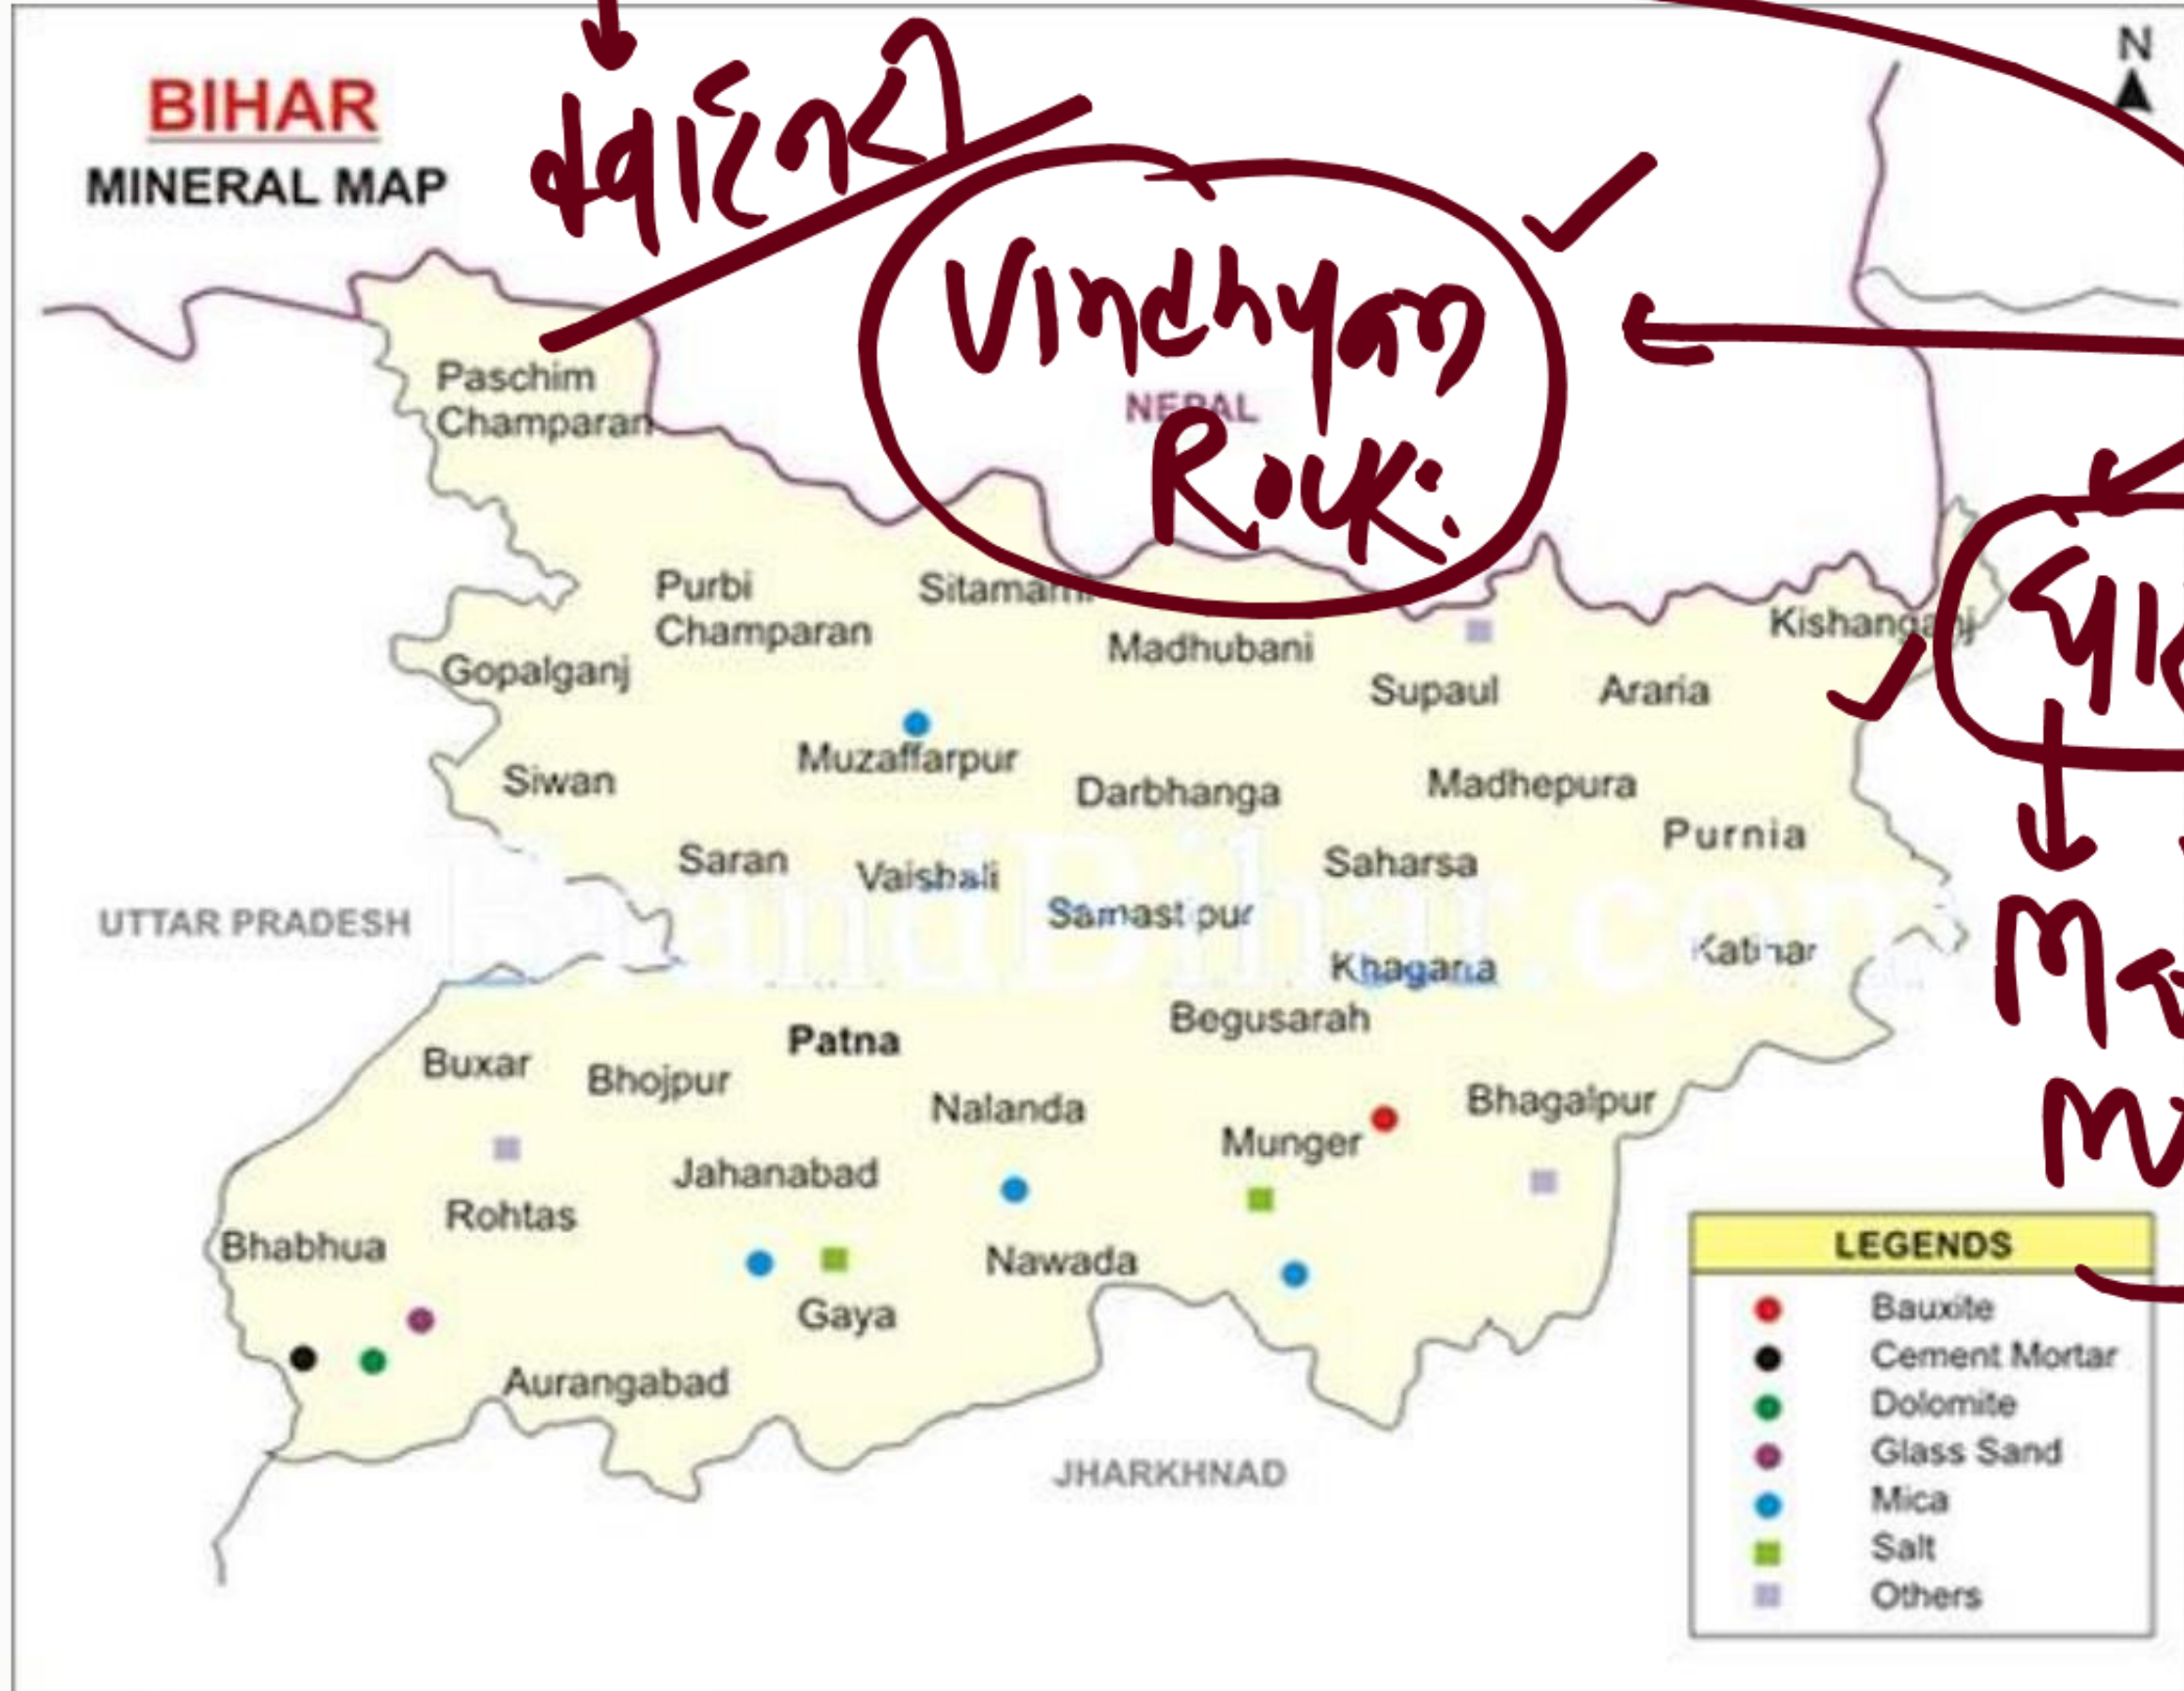 BIHAR
MINERAL MAP
N
Vindhyan
Rock:
NEPAL
Paschim
Champaran
Purbi
Champaran
Madhubani
Kishanganj
Gopalganj
Supaul
Araria
Muzaffarpur
Siwan
Darbhanga
Madhepura
Purnia
Saran
Vaishali
Saharsa
UTTAR PRADESH
Samastipur
Khagaria
Katihar
Begusarah
Patna
Buxar
Bhojpur
Nalanda
Bhagalpur
Munger
Jahanabad
Rohtas
Bhabhua
Nawada
Gaya
Aurangabad
JHARKHNAD
LEGENDS
Bauxite
Cement Mortar
Dolomite
Glass Sand
Mica
Salt
Others